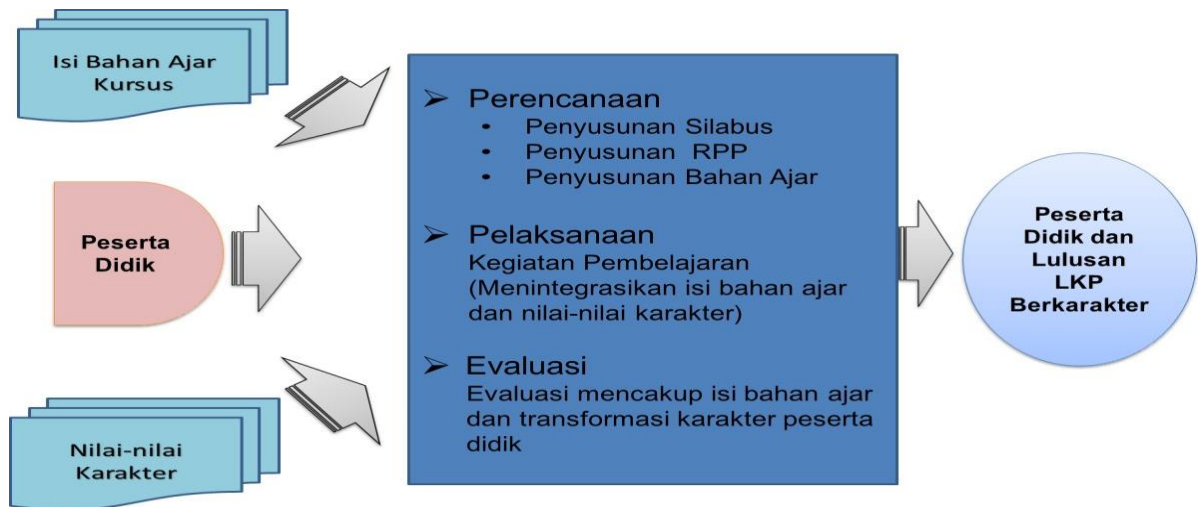 Isi Bahan Ajar
Kursus
Peserta
Didik
Nilai-nilai
Karakter
➢ Perencanaan
• Penyusunan Silabus
• Penyusunan RPP
• Penyusunan Bahan Ajar
➢ Pelaksanaan
Kegiatan Pembelajaran
(Menintegrasikan isi bahan ajar
dan nilai-nilai karakter)
➢ Evaluasi
Evaluasi mencakup isi bahan ajar
dan transformasi karakter peserta
didik
Peserta
Didik dan
Lulusan
LKP
Berkarakter